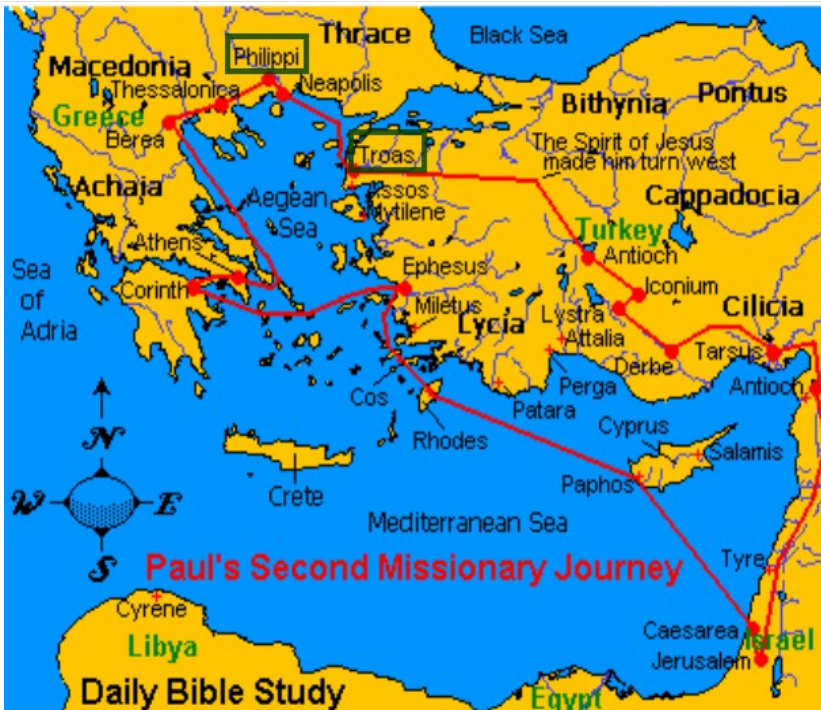 Black Sea
Thrace
Philippi
Macedonia
Neapolis
Thessalonica
Pontus
Bithynia
Greece
Berea
The Spirit of Jesus
made him turn west
Troas
Achaja
ssos
ytilene
Cappadocia
Aegean
Sea
Turkey
Athens
Antioch
Sea
of
Adria
Ephesus
Iconium
Corinth
Miletus
Cilicia
Lycia
Lystra
Attalia
Derbe
Tarsus
Perga
Antioch
Cos
Patara
Rhodes
Cyprus
Salamis
N
Paphos
Crete
W
E
Mediterranean Sea
S
Paul's Second Missionary Journey
Tyre
Cyrene
Caesarea
Israel
Libya
Jerusalem
Daily Bible Study
Egypt